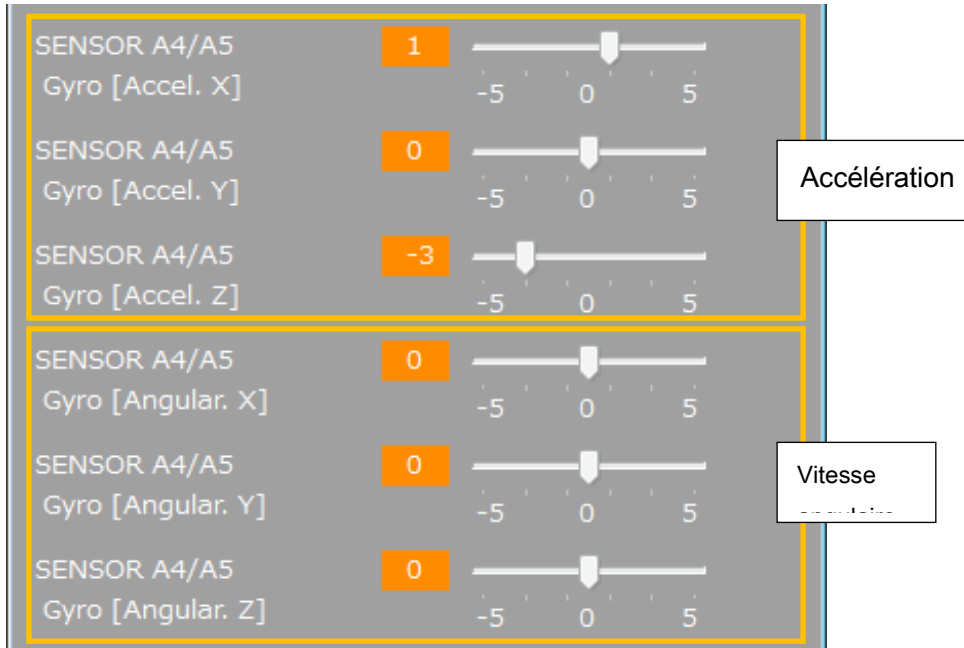 SENSOR A4/A5 1
Gyro [Accel. X] -5 0 5
SENSOR A4/A5 0
Gyro [Accel. Y] -5 0 5
Accélération
SENSOR A4/A5 -3
Gyro [Accel. Z] -5 0 5
SENSOR A4/A5 0
Gyro [Angular. X] -5 0 5
SENSOR A4/A5 0
Gyro [Angular. Y] -5 0 5
Vitesse
SENSOR A4/A5 0
Gyro [Angular. Z] -5 0 5